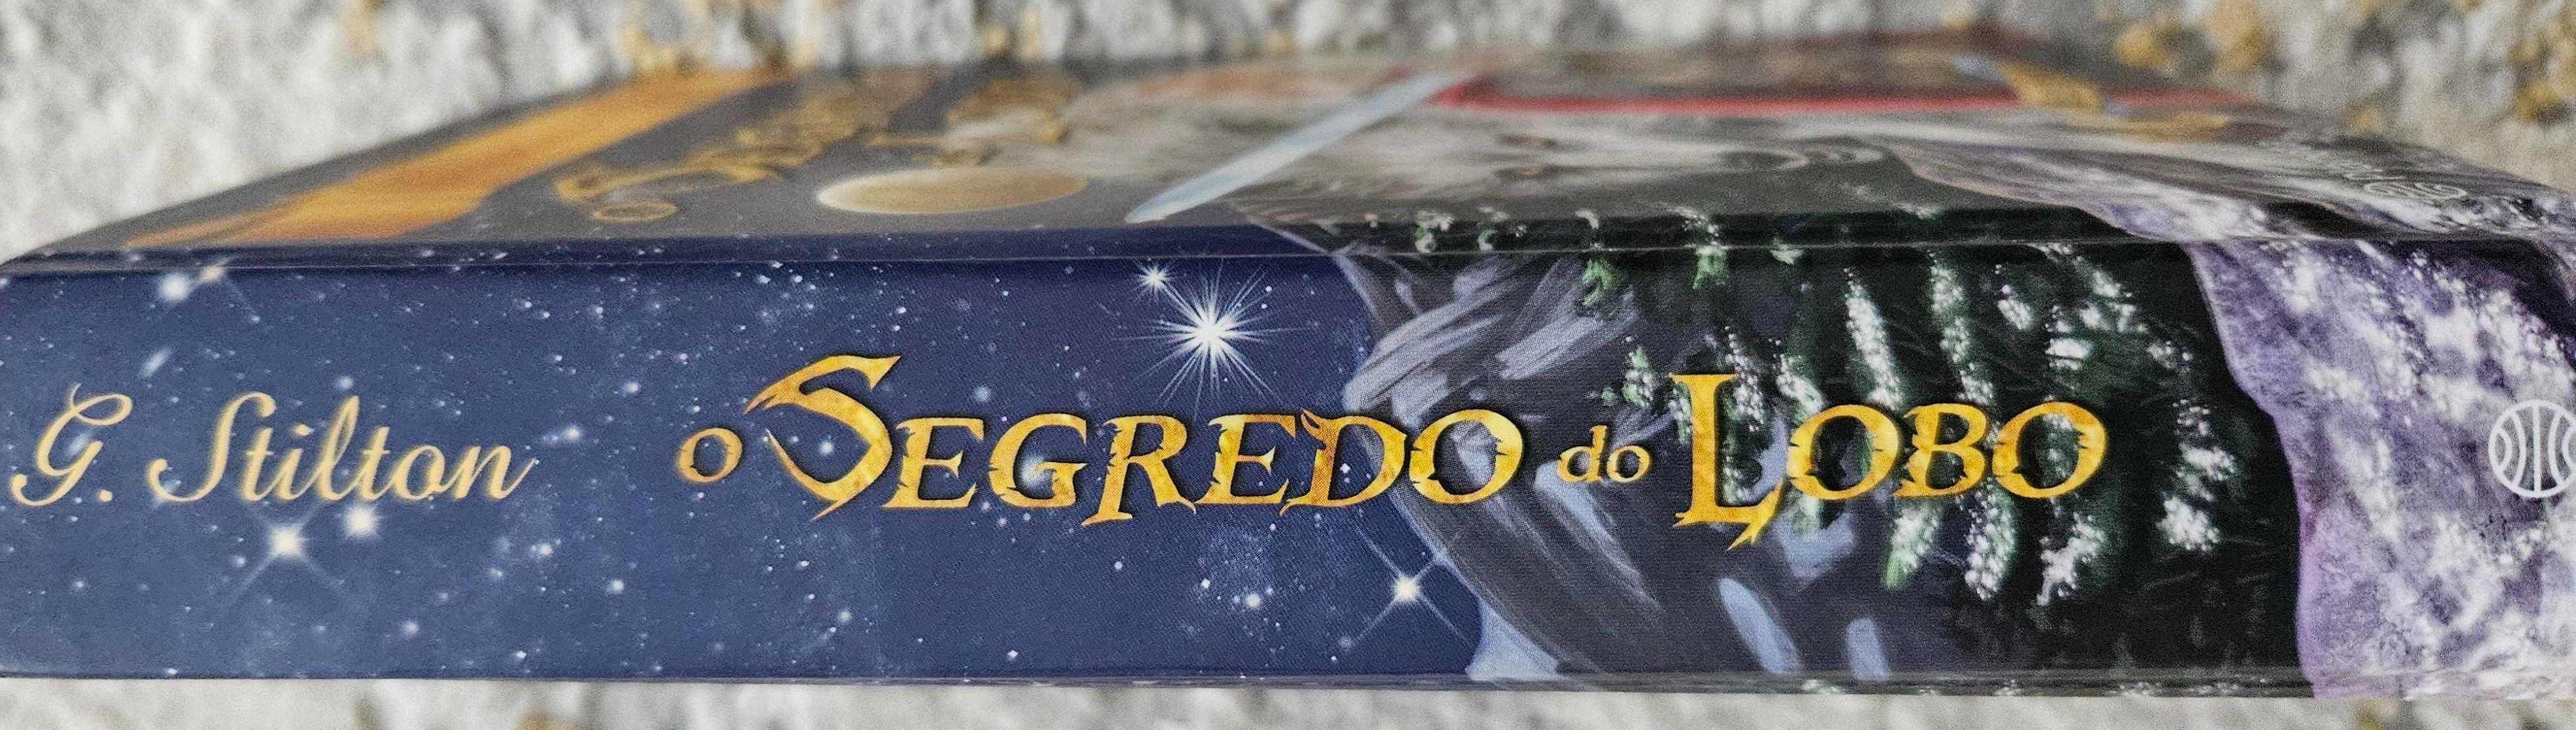 G. Stilton
O SEGREDO do LOBO